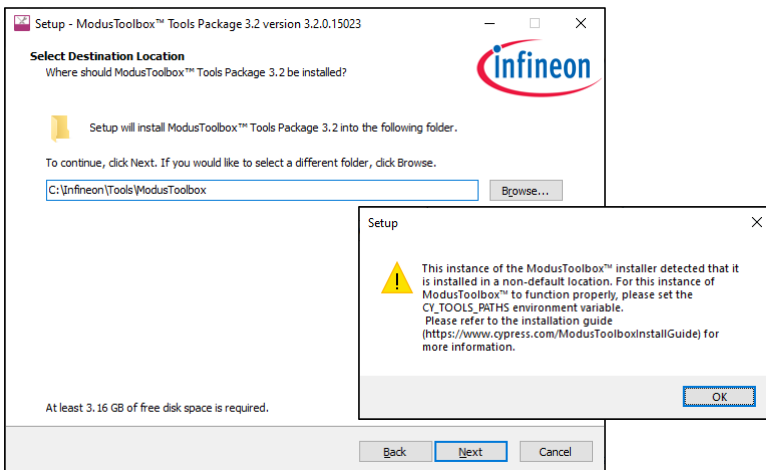 Setup - ModusToolbox™ Tools Package 3.2 version 3.2.0.15023
Select Destination Location
Where should ModusToolbox™ Tools Package 3.2 be installed?
infineon
Setup will install ModusToolbox™ Tools Package 3.2 into the following folder.
To continue, click Next. If you would like to select a different folder, click Browse.
C:\Infineon\Tools\ModusToolbox
Browse...
Setup
This instance of the ModusToolbox™ installer detected that it
is installed in a non-default location. For this instance of
ModusToolbox™ to function properly, please set the
CY_TOOLS_PATHS environment variable.
Please refer to the installation guide
(https://www.cypress.com/ModusToolboxInstallGuide) for
more information.
OK
At least 3.16 GB of free disk space is required.
Back
Next
Cancel